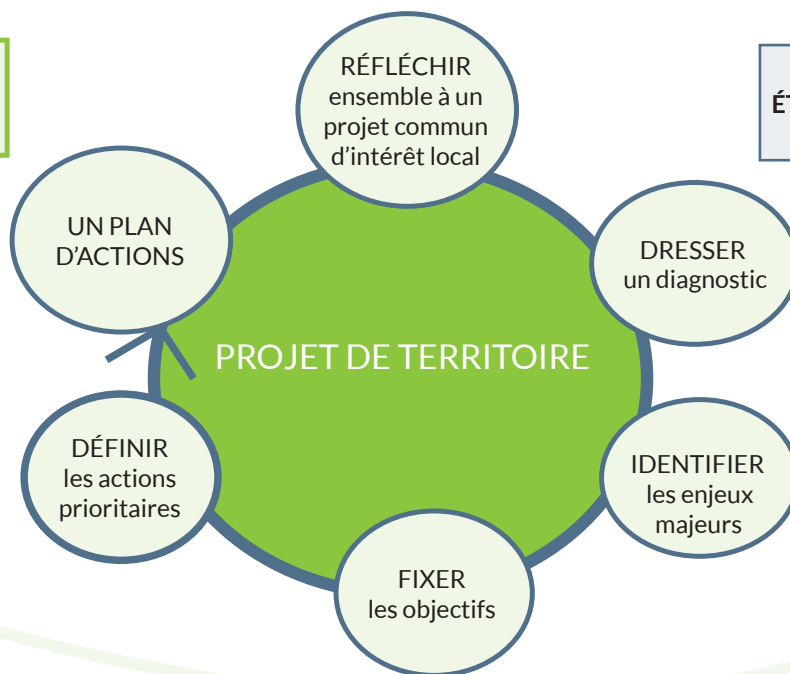 RÉFLÉCHIR
ensemble à un
projet commun
d'intérêt local
UN PLAN
D'ACTIONS
DRESSER
un diagnostic
PROJET DE TERRITOIRE
DÉFINIR
les actions
prioritaires
IDENTIFIER
les enjeux
majeurs
FIXER
les objectifs